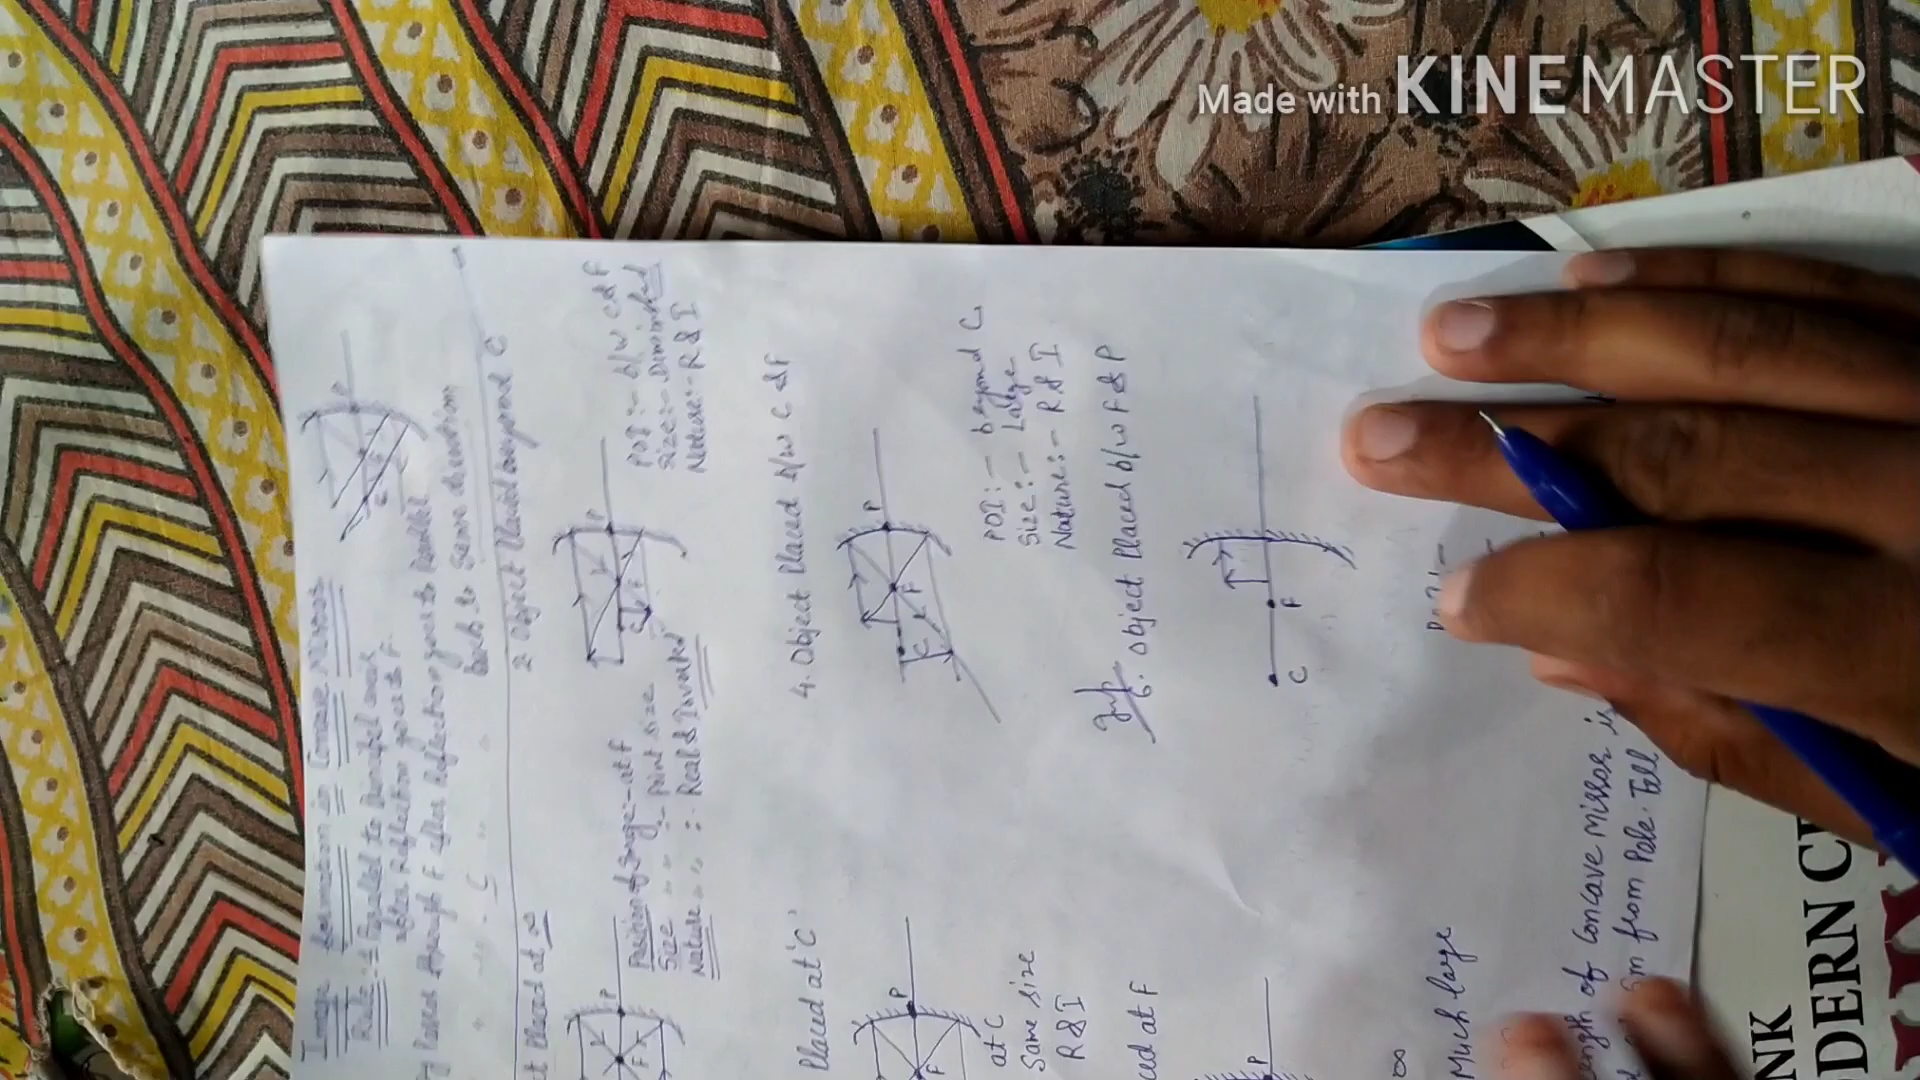 Made with KINEMASTER
Image formation in Concave Mirror
Rule:- 1 Parallel to Principal axis
after Reflection goes to F.
Passes through F after Reflection goes to Parallel
C
back to Same direction
Placed at ∞
Position of Image:- at F
Size " " :- point size
Nature " " :- Real & Inverted
F
P
2 Object Placed beyond C
C
F
P
POI :- b/w C & F
Size :- Diminished
Nature:- R & I
Placed at 'C'
F
P
at C
Same size
R & I
4. Object Placed b/w C & F
C
F
P
POI :- beyond C
Size :- Large
Nature :- R & I
ced at F
P
∞
Much large
Imp
6. Object Placed b/w F & P
C
F
ength of Concave mirror is
from Pole. Tell
NK
DERN